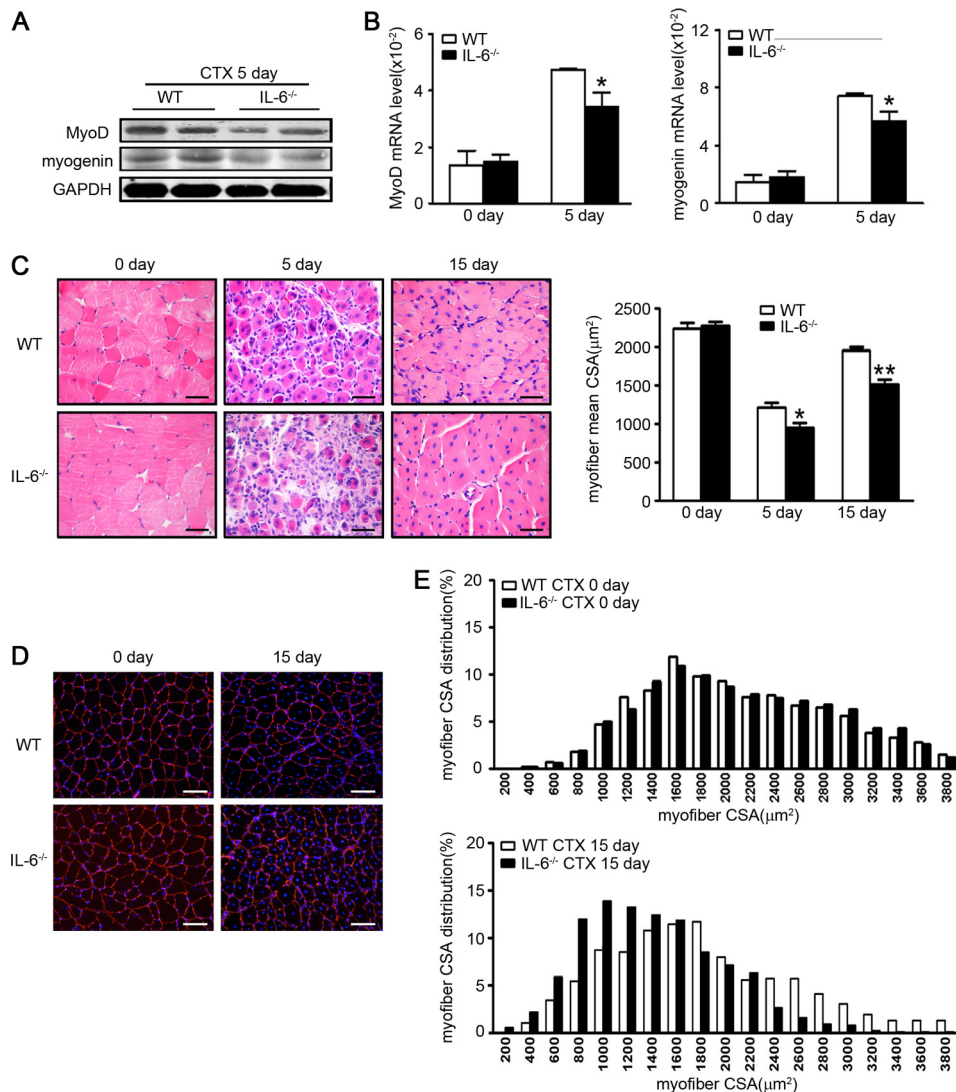 A
CTX 5 day
WT IL-6-/-
MyoD
myogenin
GAPDH
B
MyoD mRNA level(x10-2)
6
4
2
0
WT
IL-6-/-
*
0 day 5 day
myogenin mRNA level(x10-2)
12
8
4
0
WT
IL-6-/-
*
0 day 5 day
C
0 day 5 day 15 day
WT
IL-6-/-
myofiber mean CSA(μm2)
2500
2000
1500
1000
500
0
WT
IL-6-/-
*
**
0 day 5 day 15 day
D
0 day 15 day
WT
IL-6-/-
E
myofiber CSA distribution(%)
20
15
10
5
0
WT CTX 0 day
IL-6-/- CTX 0 day
200 400 600 800 1000 1200 1400 1600 1800 2000 2200 2400 2600 2800 3000 3200 3400 3600 3800
myofiber CSA(μm2)
myofiber CSA distribution(%)
20
15
10
5
0
WT CTX 15 day
IL-6-/- CTX 15 day
200 400 600 800 1000 1200 1400 1600 1800 2000 2200 2400 2600 2800 3000 3200 3400 3600 3800
myofiber CSA(μm2)